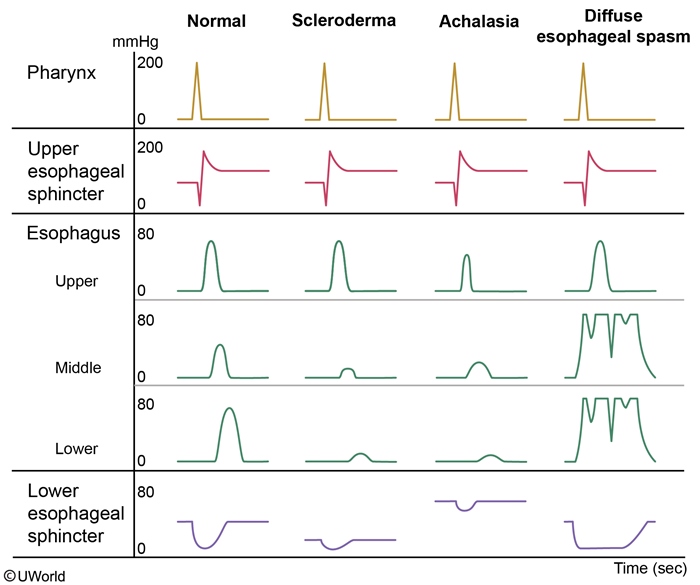 Normal
Scleroderma
Achalasia
Diffuse
esophageal spasm
mmHg
Pharynx
200
0
Upper
esophageal
sphincter
200
0
Esophagus
80
Upper
0
80
Middle
0
80
Lower
0
Lower
esophageal
sphincter
80
0
Time (sec)
©UWorld